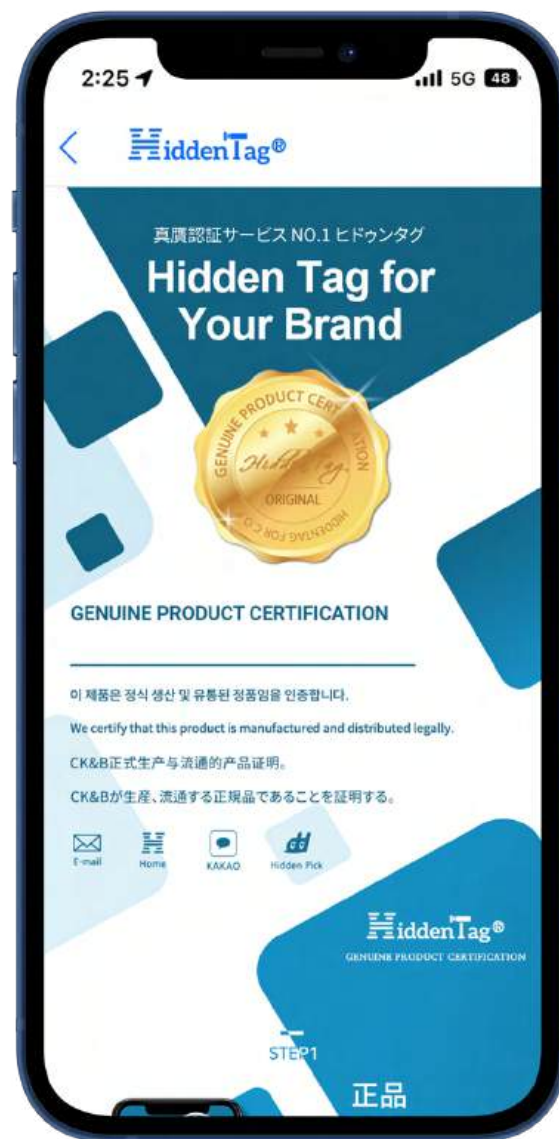 2:25
5G 48
HiddenTag®
真贋認証サービス NO.1 ヒドゥンタグ
Hidden Tag for
Your Brand
GENUINE PRODUCT CERTIFICATION
Hidden Tag
ORIGINAL
HIDDENTAG FOR C O
GENUINE PRODUCT CERTIFICATION
이 제품은 정식 생산 및 유통된 정품임을 인증합니다.
We certify that this product is manufactured and distributed legally.
CK&B正式生产与流通的产品证明。
CK&Bが生産、流通する正規品であることを証明する。
E-mail Home KAKAO Hidden Pick
HiddenTag®
GENUINE PRODUCT CERTIFICATION
STEP1
正品